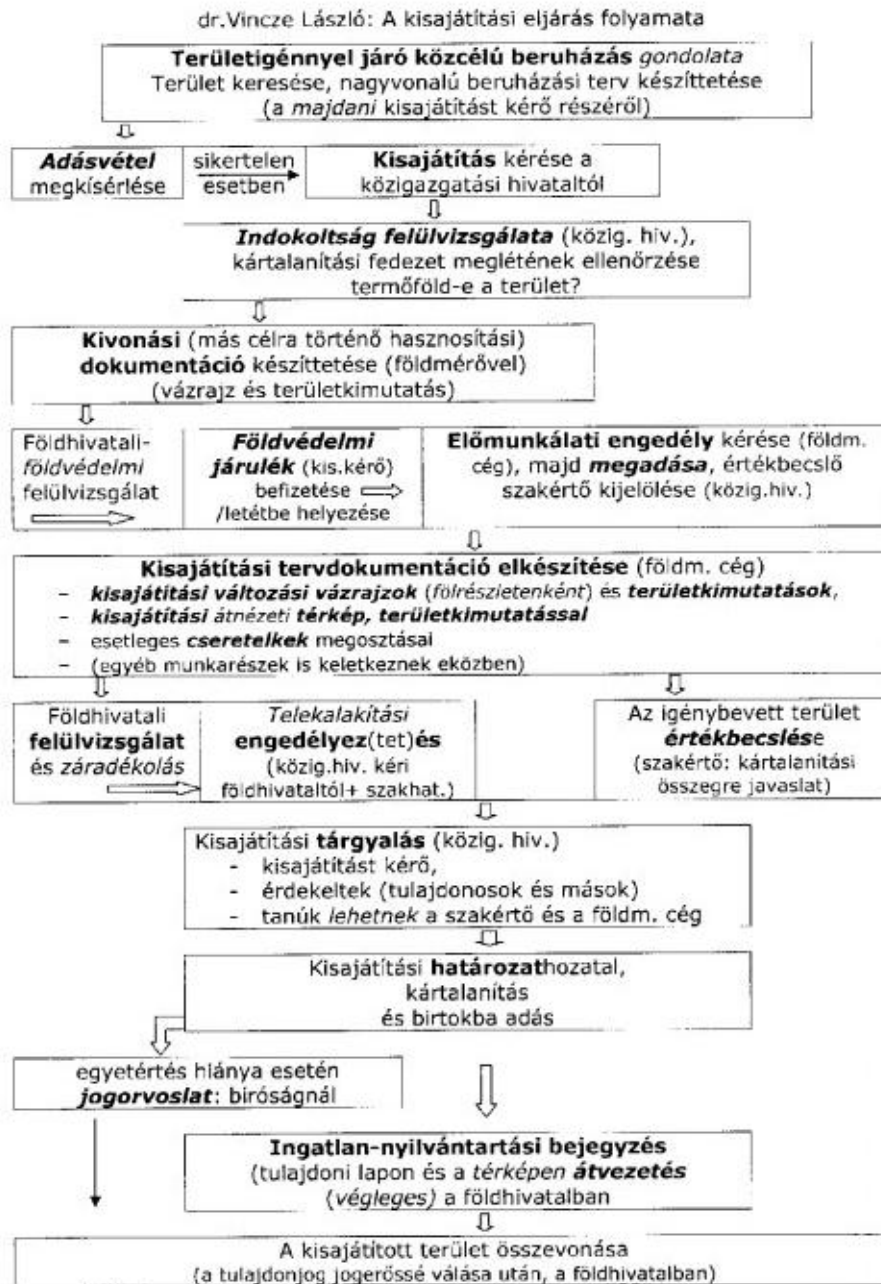 dr.Vincze László: A kisajátítási eljárás folyamata
Területigénnyel járó közcélú beruházás gondolata
Terület keresése, nagyvonalú beruházási terv készíttetése
(a majdani kisajátítást kérő részéről)
Adásvétel
megkísérlése
sikertelen
esetben
Kisajátítás kérése a
közigazgatási hivataltól
Indokoltság felülvizsgálata (közig. hiv.),
kártalanítási fedezet meglétének ellenőrzése
termőföld-e a terület?
Kivonási (más célra történő hasznosítási)
dokumentáció készíttetése (földmérővel)
(vázrajz és területkimutatás)
Földhivatali-
földvédelmi
felülvizsgálat
Földvédelmi
járulék (kis.kérő)
befizetése
/letétbe helyezése
Előmunkálati engedély kérése (földm.
cég), majd megadása, értékbecslő
szakértő kijelölése (közig.hiv.)
Kisajátítási tervdokumentáció elkészítése (földm. cég)
- kisajátítási változási vázrajzok (fölrészletenként) és területkimutatások,
- kisajátítási átnézeti térkép, területkimutatással
- esetleges cseretelkek megosztásai
- (egyéb munkarészek is keletkeznek eközben)
Földhivatali
felülvizsgálat
és záradékolás
Telekalakítási
engedélyez(tet)és
(közig.hiv. kéri
földhivataltól+ szakhat.)
Az igénybevett terület
értékbecslése
(szakértő: kártalanítási
összegre javaslat)
Kisajátítási tárgyalás (közig. hiv.)
- kisajátítást kérő,
- érdekeltek (tulajdonosok és mások)
- tanúk lehetnek a szakértő és a földm. cég
Kisajátítási határozathozatal,
kártalanítás
és birtokba adás
egyetértés hiánya esetén
jogorvoslat: biróságnál
Ingatlan-nyilvántartási bejegyzés
(tulajdoni lapon és a térképen átvezetés
(végleges) a földhivatalban
A kisajátított terület összevonása
(a tulajdonjog jogerőssé válása után, a földhivatalban)